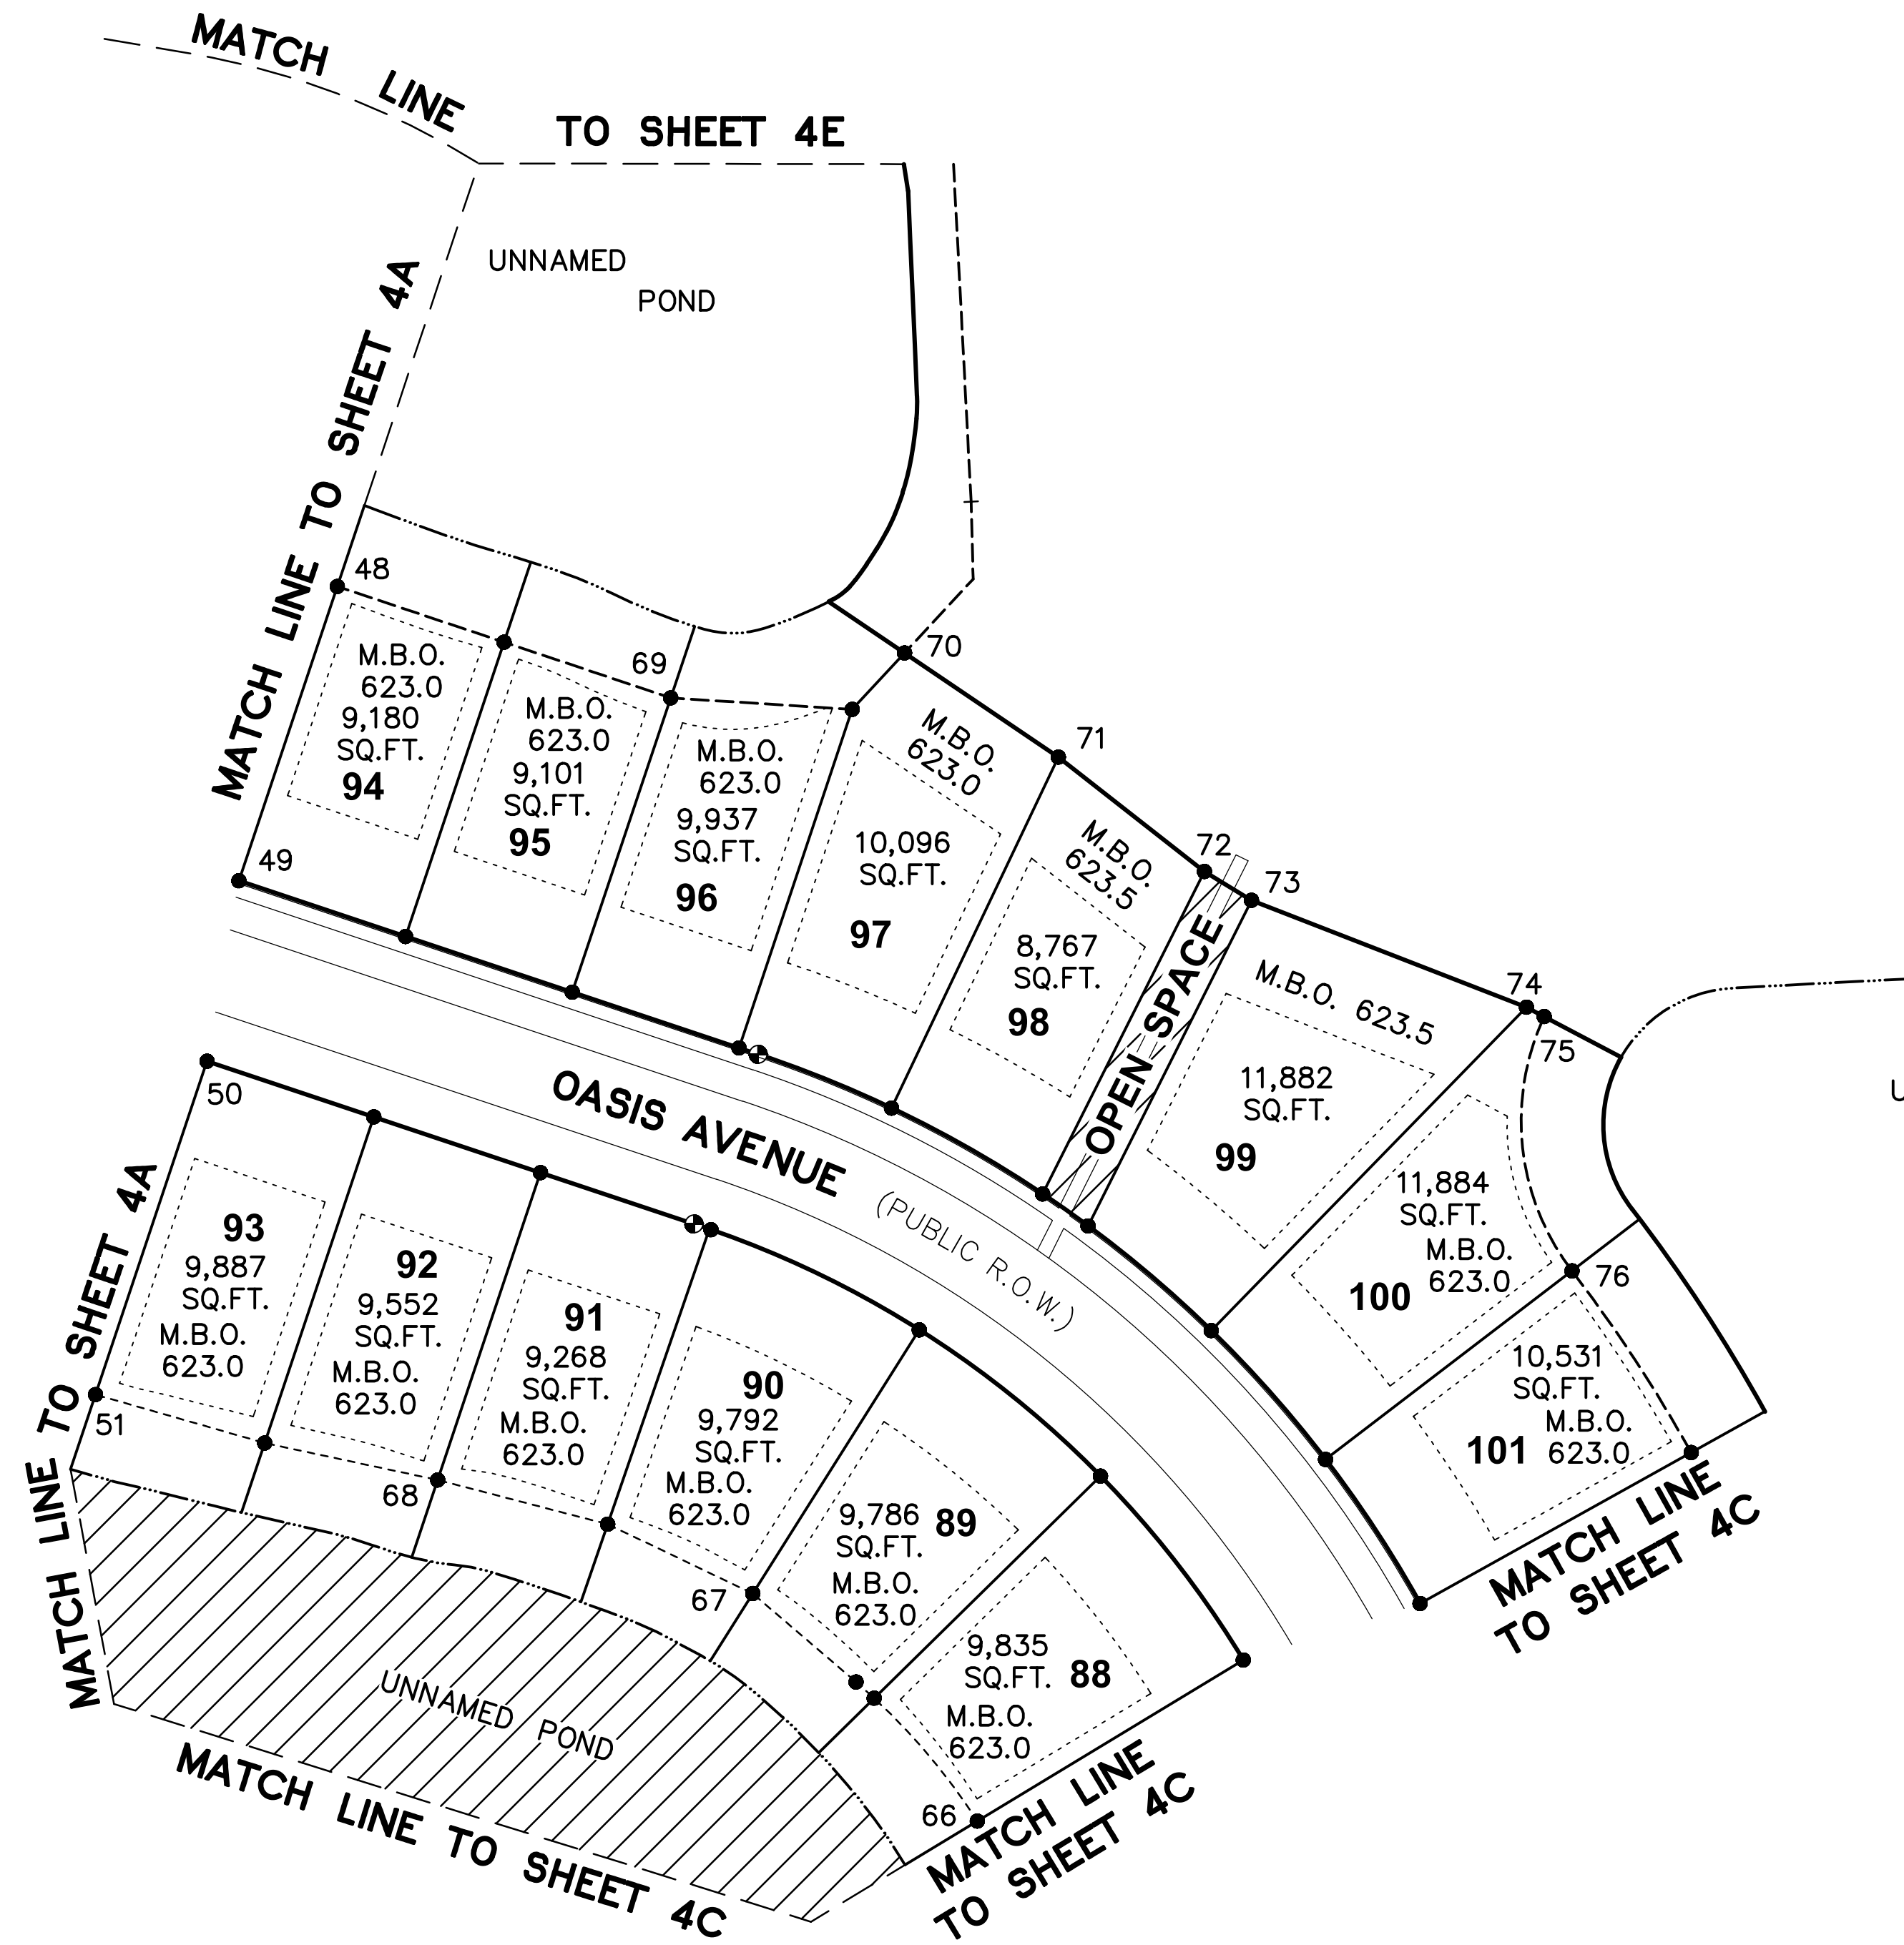 MATCH LINE
TO SHEET 4E
UNNAMED
POND
MATCH LINE TO SHEET 4A
48
49
69
70
71
72
73
74
75
76
M.B.O.
623.0
9,180
SQ.FT.
94
M.B.O.
623.0
9,101
SQ.FT.
95
M.B.O.
623.0
9,937
SQ.FT.
96
M.B.O.
623.0
10,096
SQ.FT.
97
M.B.O.
623.5
8,767
SQ.FT.
98
OPEN SPACE
M.B.O. 623.5
11,882
SQ.FT.
99
11,884
SQ.FT.
M.B.O.
623.0
100
10,531
SQ.FT.
M.B.O.
623.0
101
MATCH LINE
TO SHEET 4C
OASIS AVENUE
(PUBLIC R.O.W.)
50
51
MATCH LINE TO SHEET 4A
93
9,887
SQ.FT.
M.B.O.
623.0
92
9,552
SQ.FT.
M.B.O.
623.0
68
91
9,268
SQ.FT.
M.B.O.
623.0
90
9,792
SQ.FT.
M.B.O.
623.0
67
9,786
SQ.FT.
89
M.B.O.
623.0
9,835
SQ.FT.
88
M.B.O.
623.0
66
MATCH LINE
TO SHEET 4C
UNNAMED POND
MATCH LINE TO SHEET 4C